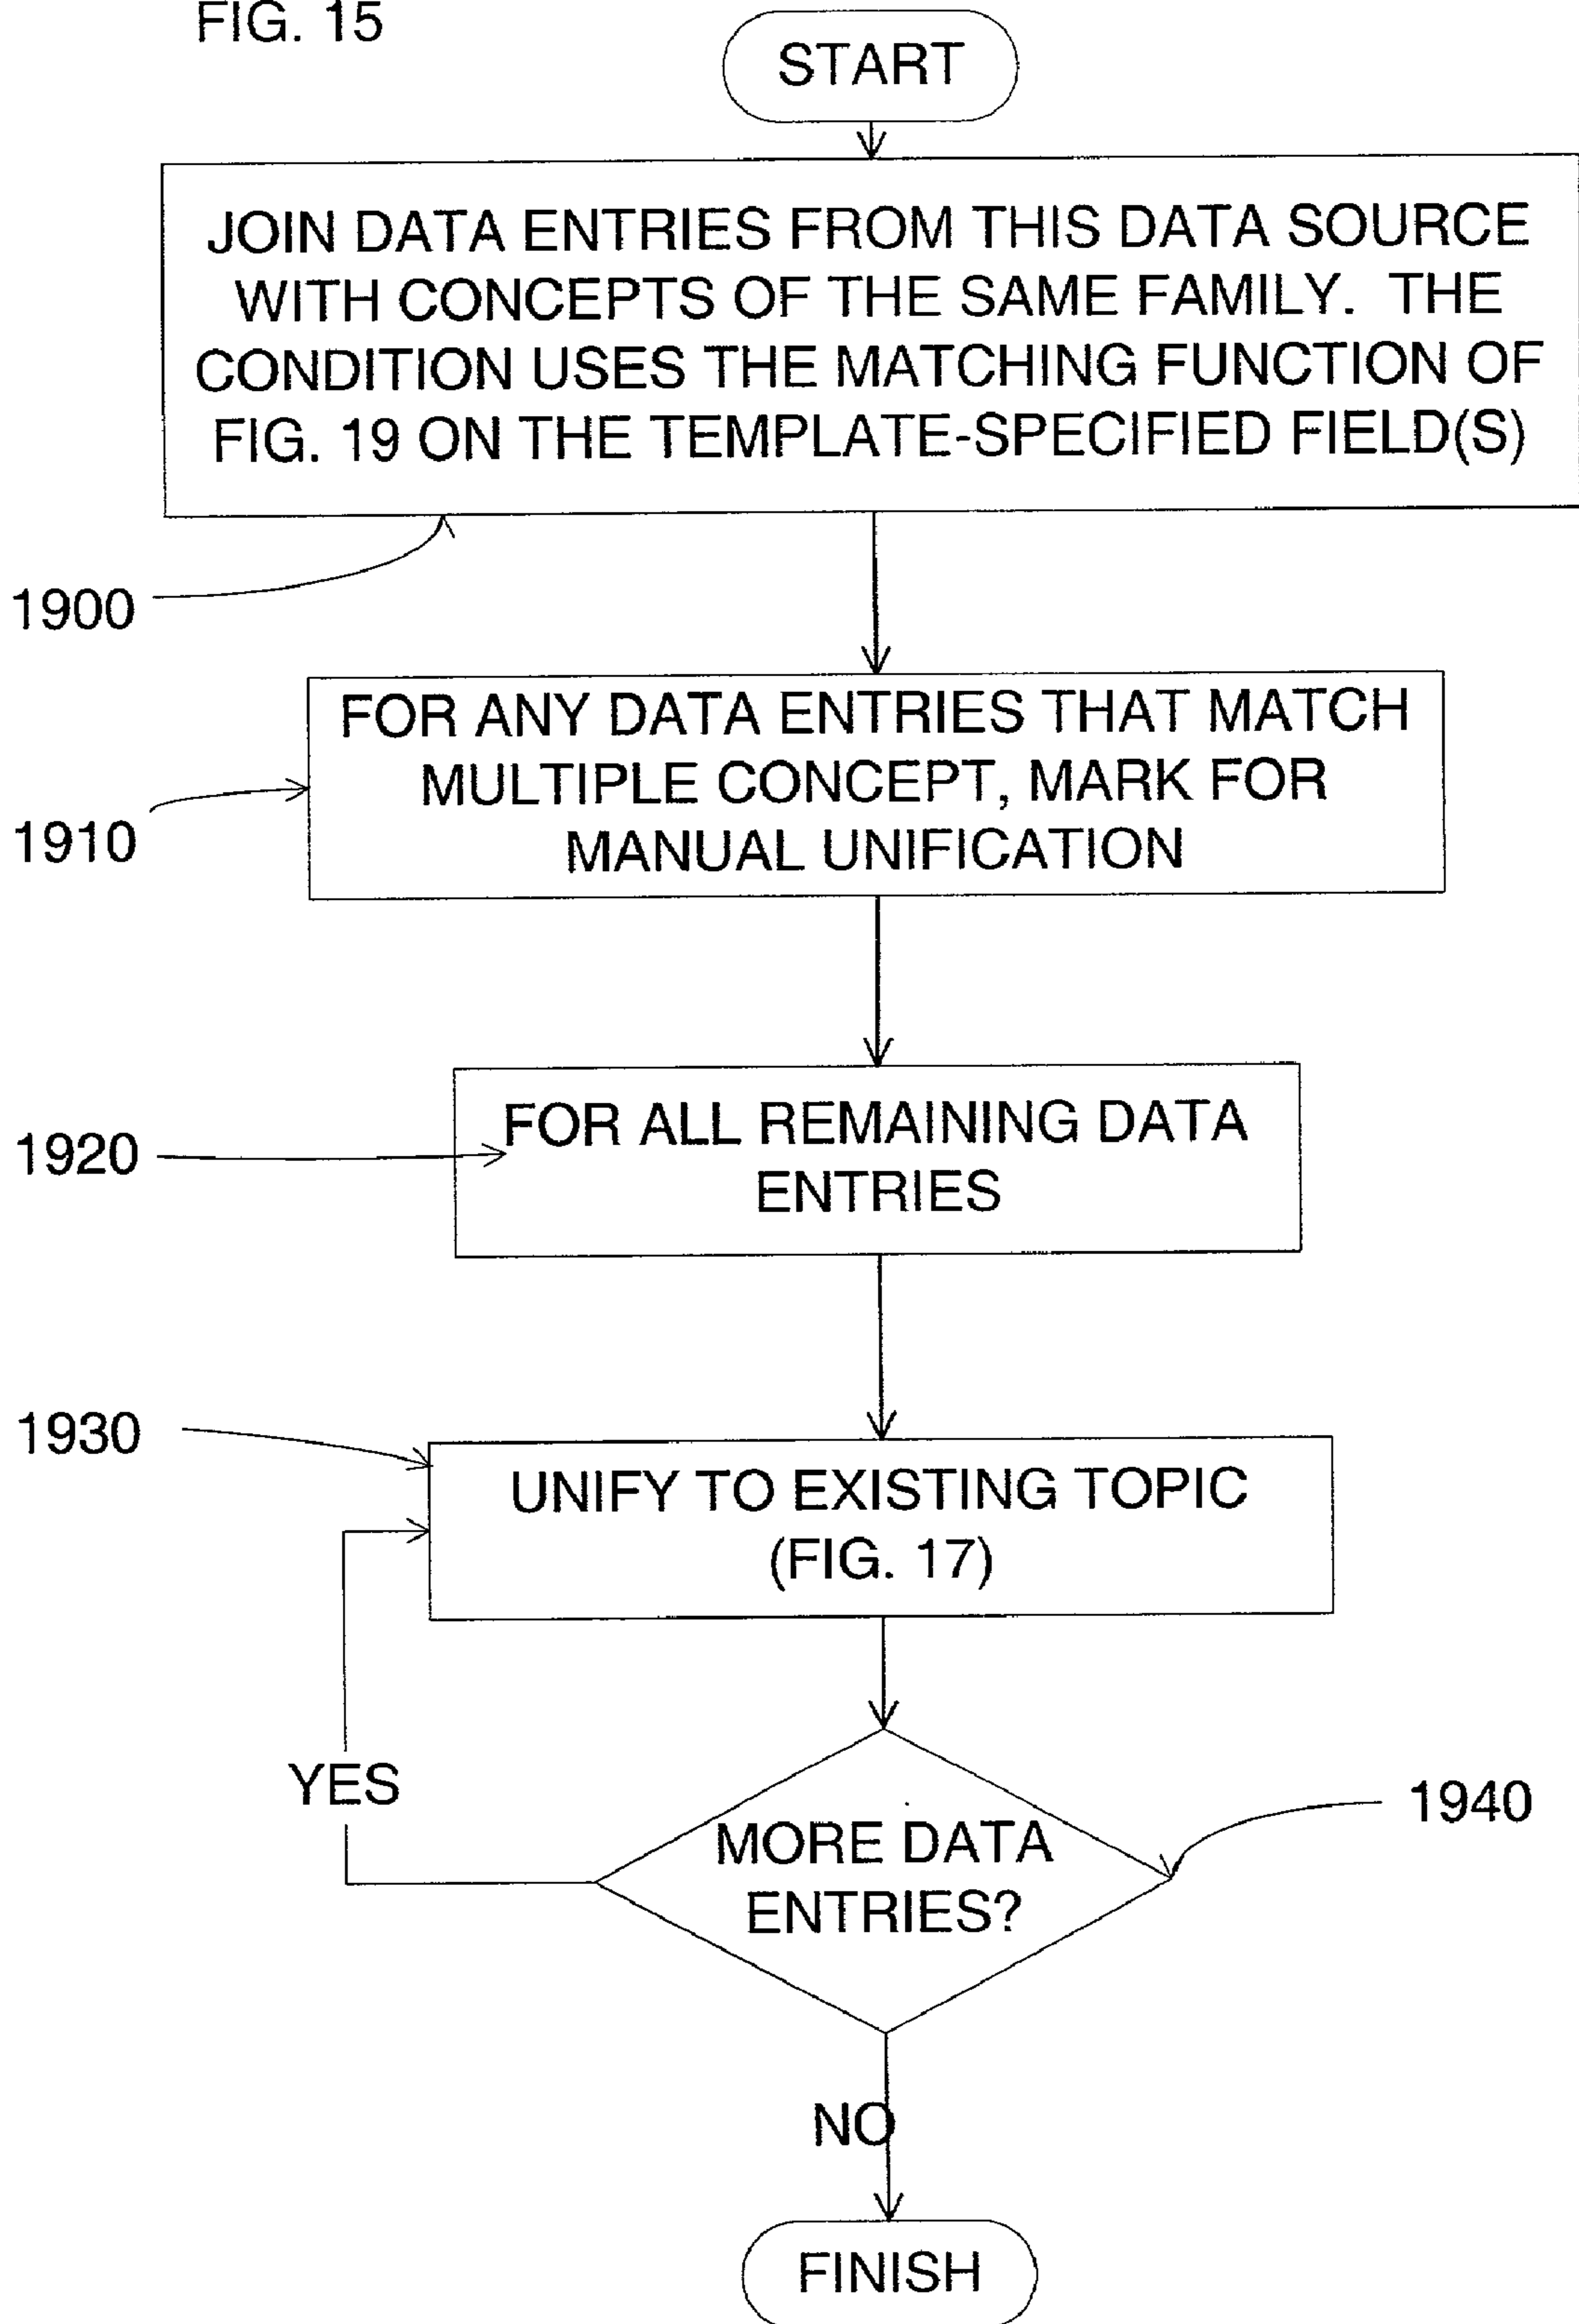 FIG. 15
START
JOIN DATA ENTRIES FROM THIS DATA SOURCE
WITH CONCEPTS OF THE SAME FAMILY. THE
CONDITION USES THE MATCHING FUNCTION OF
FIG. 19 ON THE TEMPLATE-SPECIFIED FIELD(S)
1900
FOR ANY DATA ENTRIES THAT MATCH
MULTIPLE CONCEPT, MARK FOR
MANUAL UNIFICATION
1910
FOR ALL REMAINING DATA
ENTRIES
1920
1930
UNIFY TO EXISTING TOPIC
(FIG. 17)
YES
MORE DATA
ENTRIES?
1940
NO
FINISH